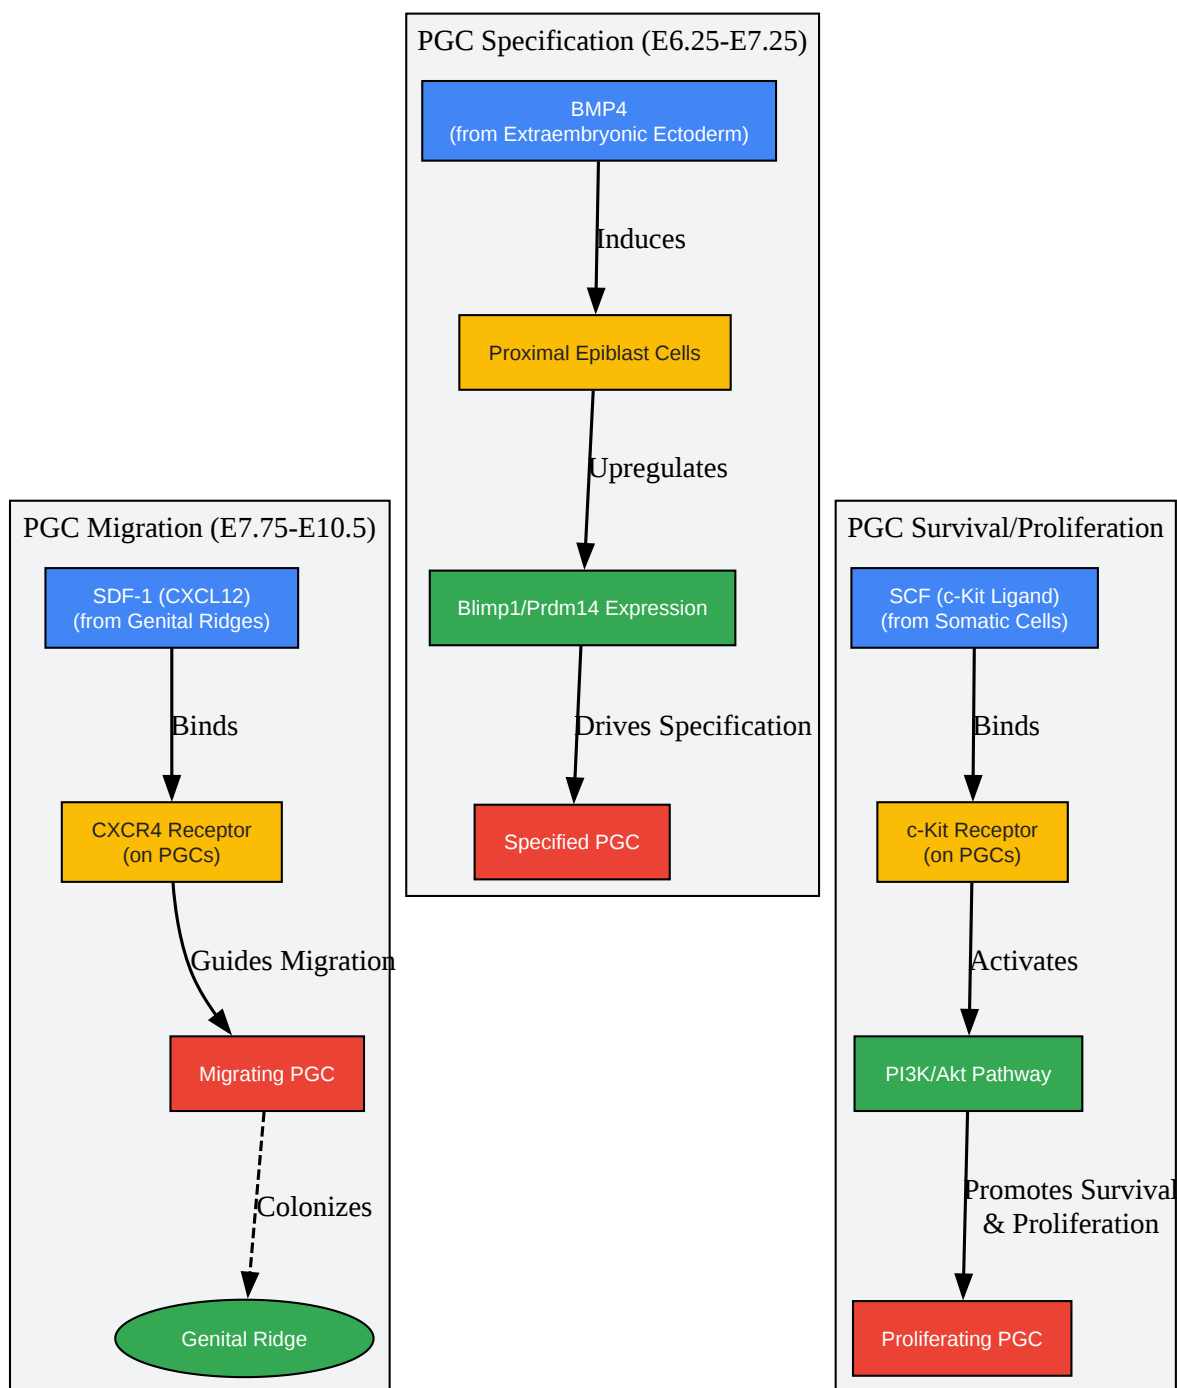 PGC Specification (E6.25-E7.25)
BMP4
(from Extraembryonic Ectoderm)
Induces
Proximal Epiblast Cells
Upregulates
Blimp1/Prdm14 Expression
Drives Specification
Specified PGC
PGC Migration (E7.75-E10.5)
SDF-1 (CXCL12)
(from Genital Ridges)
Binds
CXCR4 Receptor
(on PGCs)
Guides Migration
Migrating PGC
Colonizes
Genital Ridge
PGC Survival/Proliferation
SCF (c-Kit Ligand)
(from Somatic Cells)
Binds
c-Kit Receptor
(on PGCs)
Activates
PI3K/Akt Pathway
Promotes Survival
& Proliferation
Proliferating PGC